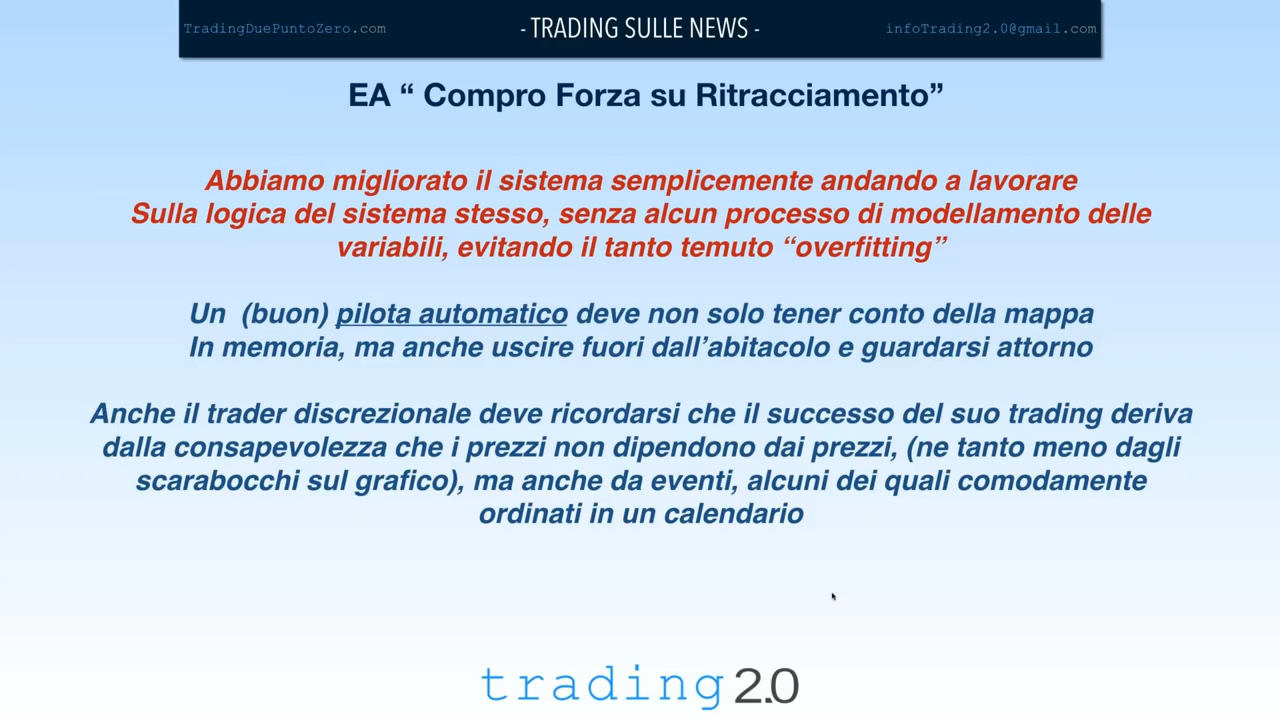 TradingDuePuntoZero.com - TRADING SULLE NEWS - infoTrading2.0@gmail.com
EA “ Compro Forza su Ritracciamento”
Abbiamo migliorato il sistema semplicemente andando a lavorare
Sulla logica del sistema stesso, senza alcun processo di modellamento delle
variabili, evitando il tanto temuto “overfitting”
Un (buon) pilota automatico deve non solo tener conto della mappa
In memoria, ma anche uscire fuori dall’abitacolo e guardarsi attorno
Anche il trader discrezionale deve ricordarsi che il successo del suo trading deriva
dalla consapevolezza che i prezzi non dipendono dai prezzi, (ne tanto meno dagli
scarabocchi sul grafico), ma anche da eventi, alcuni dei quali comodamente
ordinati in un calendario
trading 2.0